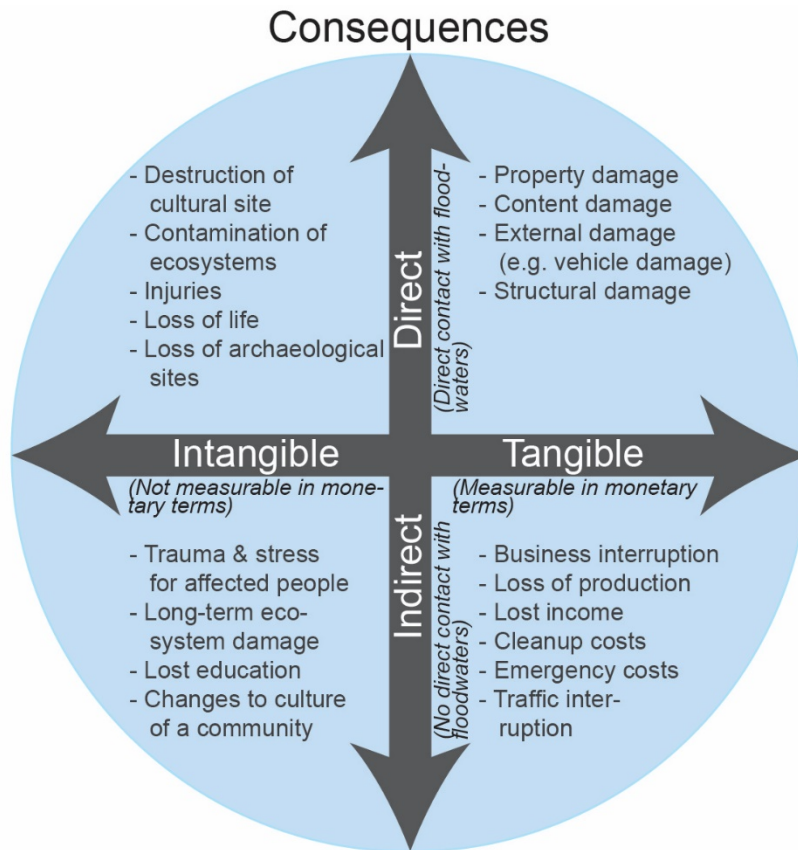 Consequences
- Destruction of
cultural site
- Contamination of
ecosystems
- Injuries
- Loss of life
- Loss of archaeological
sites
Direct
(Direct contact with flood-
waters)
- Property damage
- Content damage
- External damage
(e.g. vehicle damage)
- Structural damage
Intangible
(Not measurable in mone-
tary terms)
Tangible
(Measurable in monetary
terms)
- Trauma & stress
for affected people
- Long-term eco-
system damage
- Lost education
- Changes to culture
of a community
Indirect
(No direct contact with
floodwaters)
- Business interruption
- Loss of production
- Lost income
- Cleanup costs
- Emergency costs
- Traffic inter-
ruption